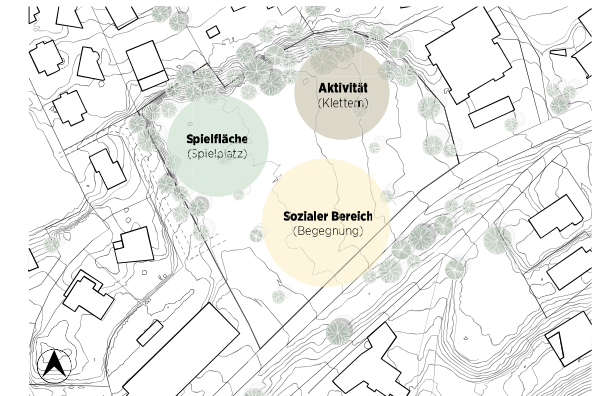 Aktivität
(Klettern)
Spielfläche
(Spielplatz)
Sozialer Bereich
(Begegnung)